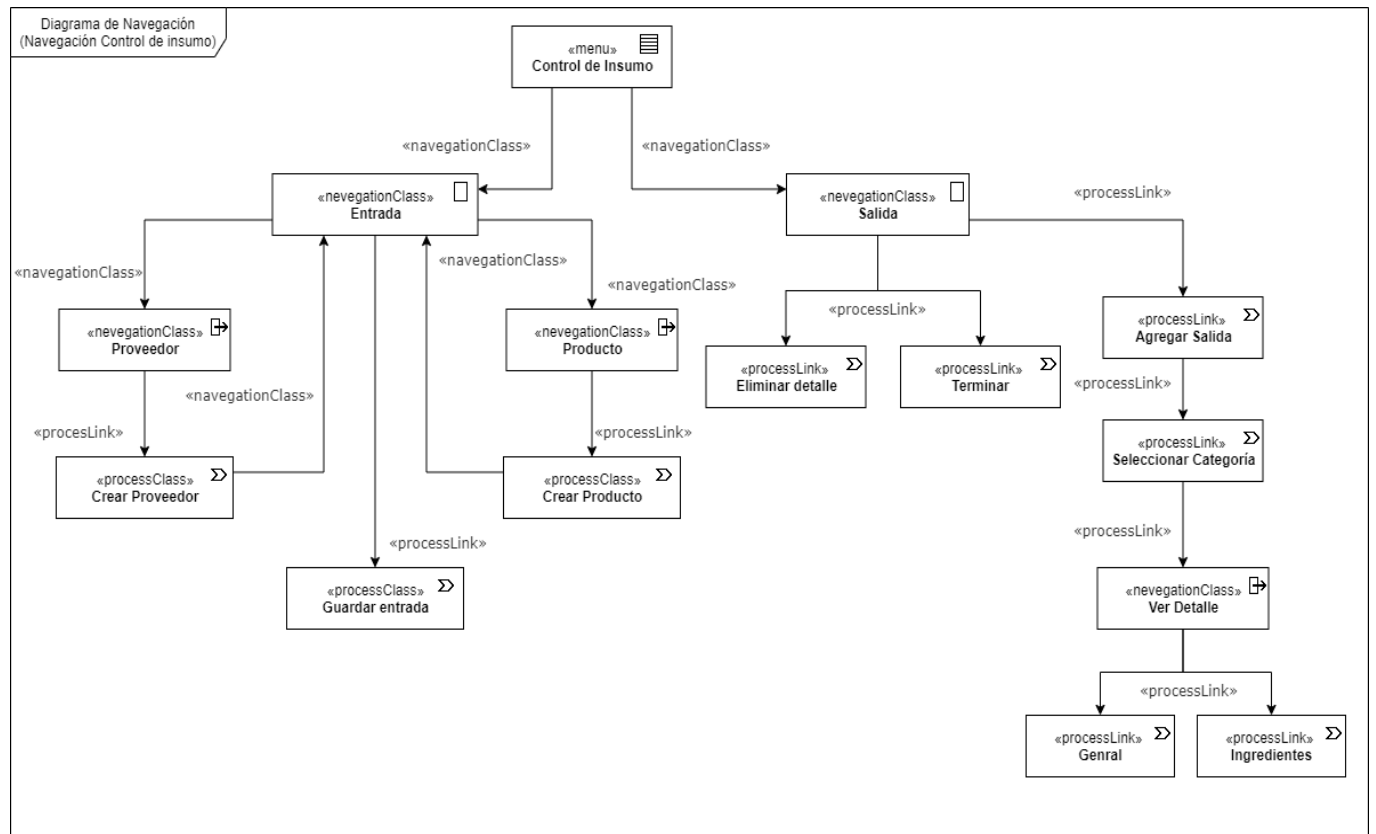 Diagrama de Navegación
(Navegación Control de insumo)
«menu»
Control de Insumo
«navegationClass»
«navegationClass»
«nevegationClass»
Entrada
«nevegationClass»
Salida
«processLink»
«navegationClass»
«navegationClass»
«navegationClass»
«processLink»
«nevegationClass»
Proveedor
«nevegationClass»
Producto
«processLink»
Agregar Salida
«processLink»
Eliminar detalle
«processLink»
Terminar
«processLink»
«navegationClass»
«procesLink»
«processLink»
«processLink»
Seleccionar Categoría
«processClass»
Crear Proveedor
«processClass»
Crear Producto
«processLink»
«processLink»
«processClass»
Guardar entrada
«nevegationClass»
Ver Detalle
«processLink»
«processLink»
Genral
«processLink»
Ingredientes